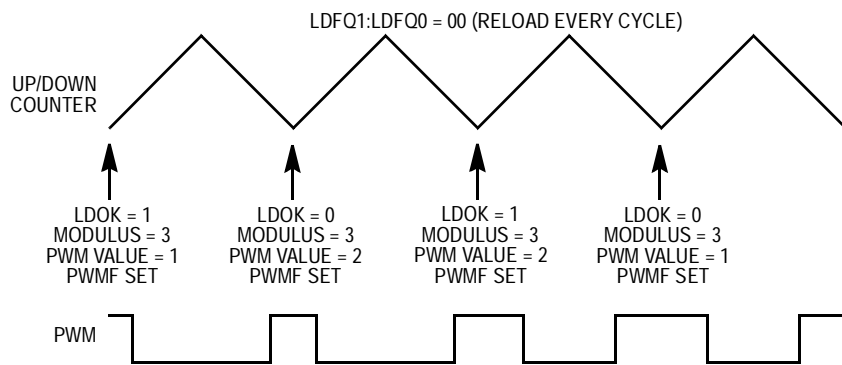 LDFQ1:LDFQ0 = 00 (RELOAD EVERY CYCLE)
UP/DOWN
COUNTER
LDOK = 1
MODULUS = 3
PWM VALUE = 1
PWMF SET
LDOK = 0
MODULUS = 3
PWM VALUE = 2
PWMF SET
LDOK = 1
MODULUS = 3
PWM VALUE = 2
PWMF SET
LDOK = 0
MODULUS = 3
PWM VALUE = 1
PWMF SET
PWM